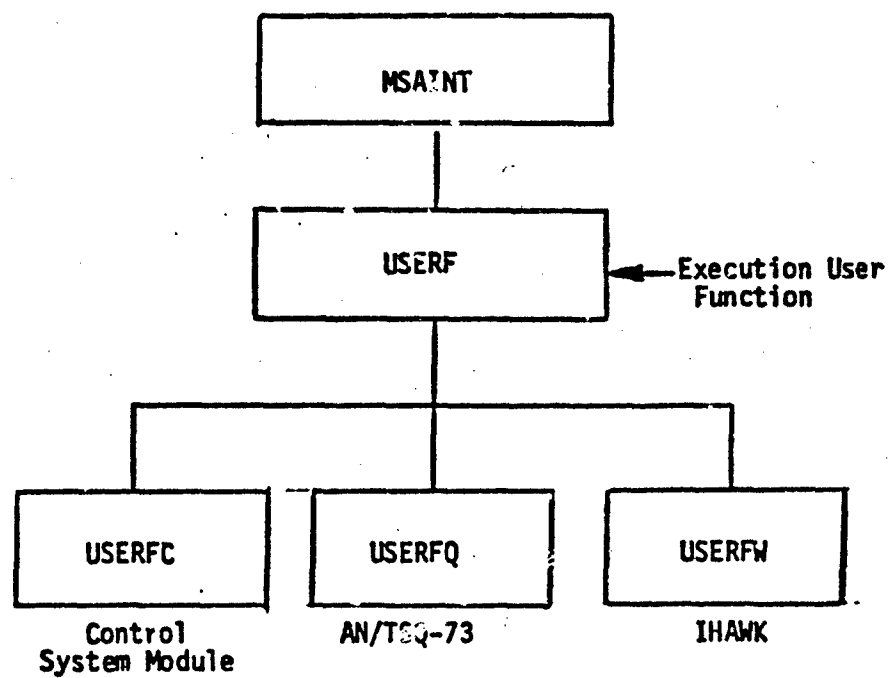 MSAINT
USERF
Execution User
Function
USERFC
USERFQ
USERFW
Control
System Module
AN/TSQ-73
IHAWK